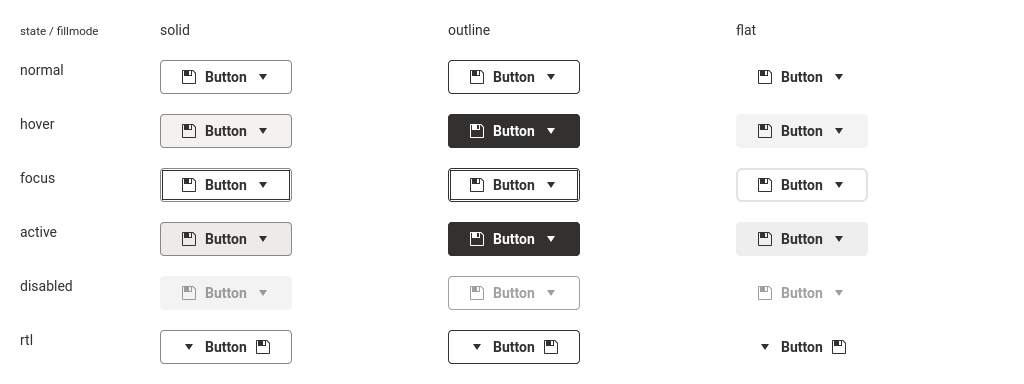 state / fillmode solid outline flat
normal Button Button Button
hover Button Button Button
focus Button Button Button
active Button Button Button
disabled Button Button Button
rtl Button Button Button